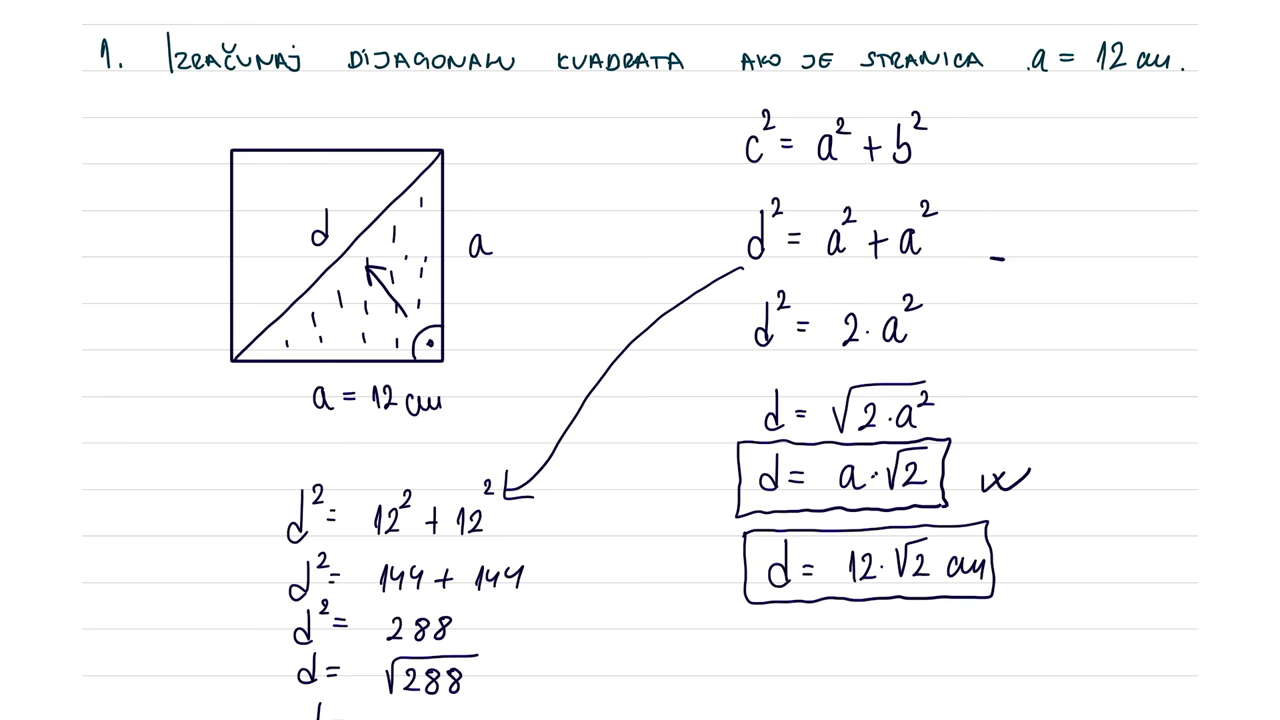 1. IZRAČUNAJ DIJAGONALU KVADRATA AKO JE STRANICA a = 12 cm.
d
a
a = 12 cm
c² = a² + b²
d² = a² + a²
d² = 2 · a²
d = √2 · a²
d = a · √2
d = 12 · √2 cm
d² = 12² + 12²
d² = 144 + 144
d² = 288
d = √288